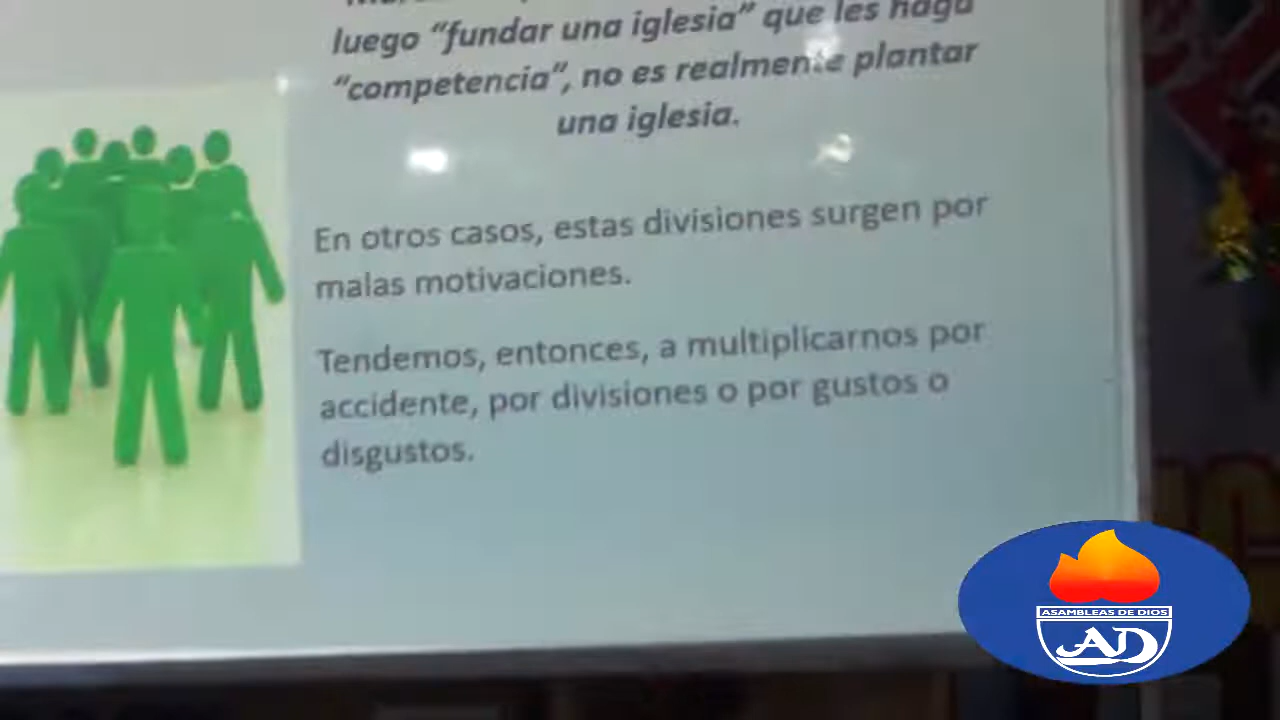 luego “fundar una iglesia” que les haga
“competencia”, no es realmente plantar
una iglesia.
En otros casos, estas divisiones surgen por
malas motivaciones.
Tendemos, entonces, a multiplicarnos por
accidente, por divisiones o por gustos o
disgustos.
ASAMBLEAS DE DIOS
AD